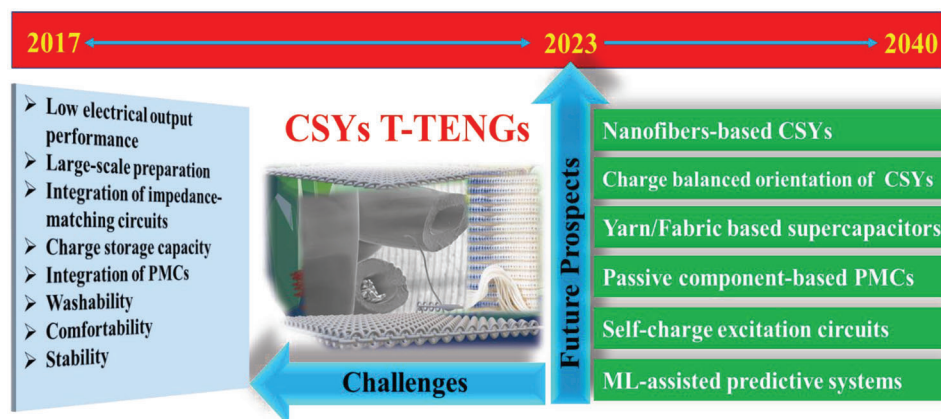 2017
2023
2040
➢ Low electrical output
performance
➢ Large-scale preparation
➢ Integration of impedance-
matching circuits
➢ Charge storage capacity
➢ Integration of PMCs
➢ Washability
➢ Comfortability
➢ Stability
CSYs T-TENGs
Challenges
Future Prospects
Nanofibers-based CSYs
Charge balanced orientation of CSYs
Yarn/Fabric based supercapacitors
Passive component-based PMCs
Self-charge excitation circuits
ML-assisted predictive systems